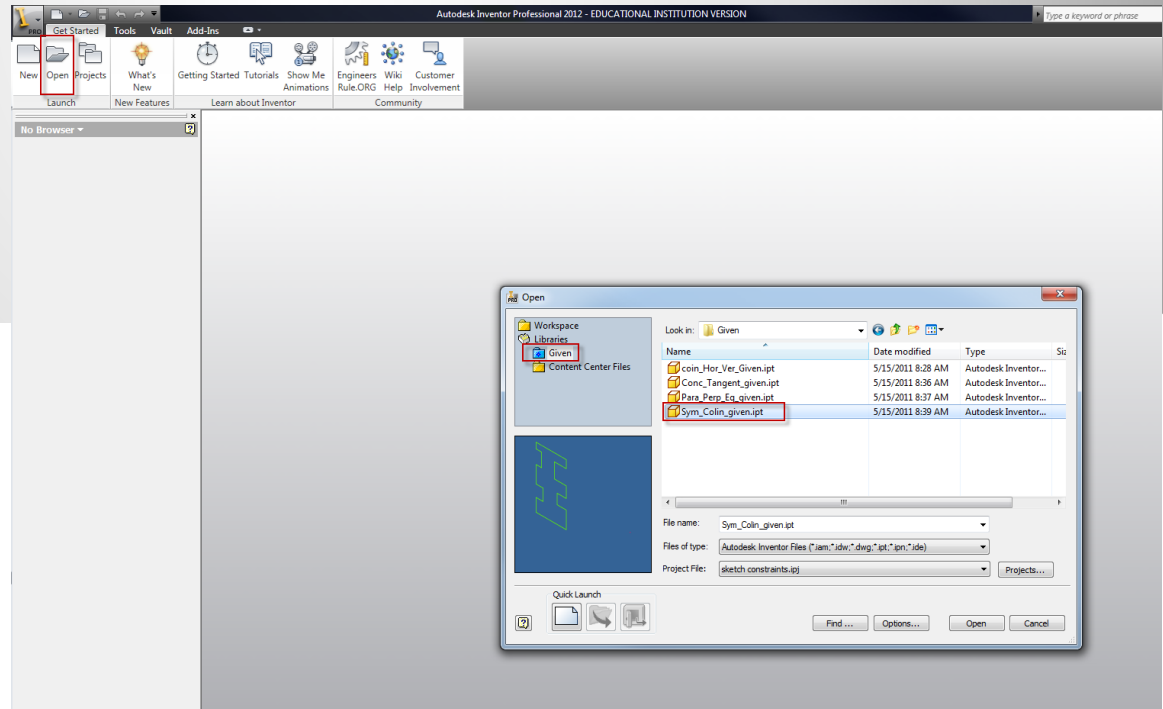 Autodesk Inventor Professional 2012 - EDUCATIONAL INSTITUTION VERSION
Type a keyword or phrase
PRO Get Started Tools Vault Add-Ins
New Open Projects What's New Getting Started Tutorials Show Me Animations Engineers Rule.ORG Wiki Help Customer Involvement
Launch New Features Learn about Inventor Community
No Browser
Open
Workspace
Libraries
Given
Content Center Files
Look in: Given
Name Date modified Type Siz
coin_Hor_Ver_Given.ipt 5/15/2011 8:28 AM Autodesk Inventor...
Conc_Tangent_given.ipt 5/15/2011 8:36 AM Autodesk Inventor...
Para_Perp_Eq_given.ipt 5/15/2011 8:37 AM Autodesk Inventor...
Sym_Colin_given.ipt 5/15/2011 8:39 AM Autodesk Inventor...
File name: Sym_Colin_given.ipt
Files of type: Autodesk Inventor Files (*.iam;*.idw;*.dwg;*.ipt;*.ipn;*.ide)
Project File: sketch constraints.ipj Projects...
Quick Launch
Find ... Options... Open Cancel